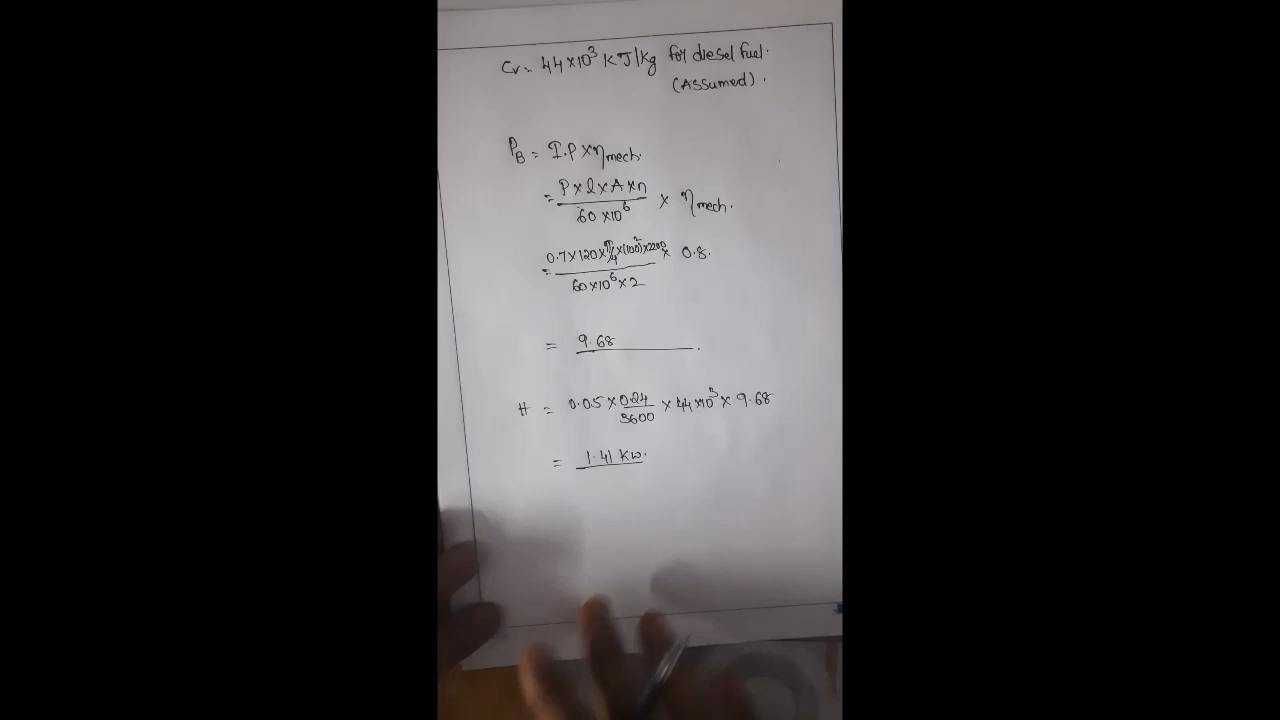 Cv = 44×10³ KJ/Kg for diesel fuel.
(Assumed).
P_B = I.P × η mech.
= P × l × A × n / 60 × 10⁶ × η mech.
= 0.7 × 120 × π/4 × (100)² × 2200 / 60 × 10⁶ × 2 × 0.8.
= 9.68
H = 0.05 × 0.24 / 3600 × 44 × 10³ × 9.68
= 1.41 Kw.